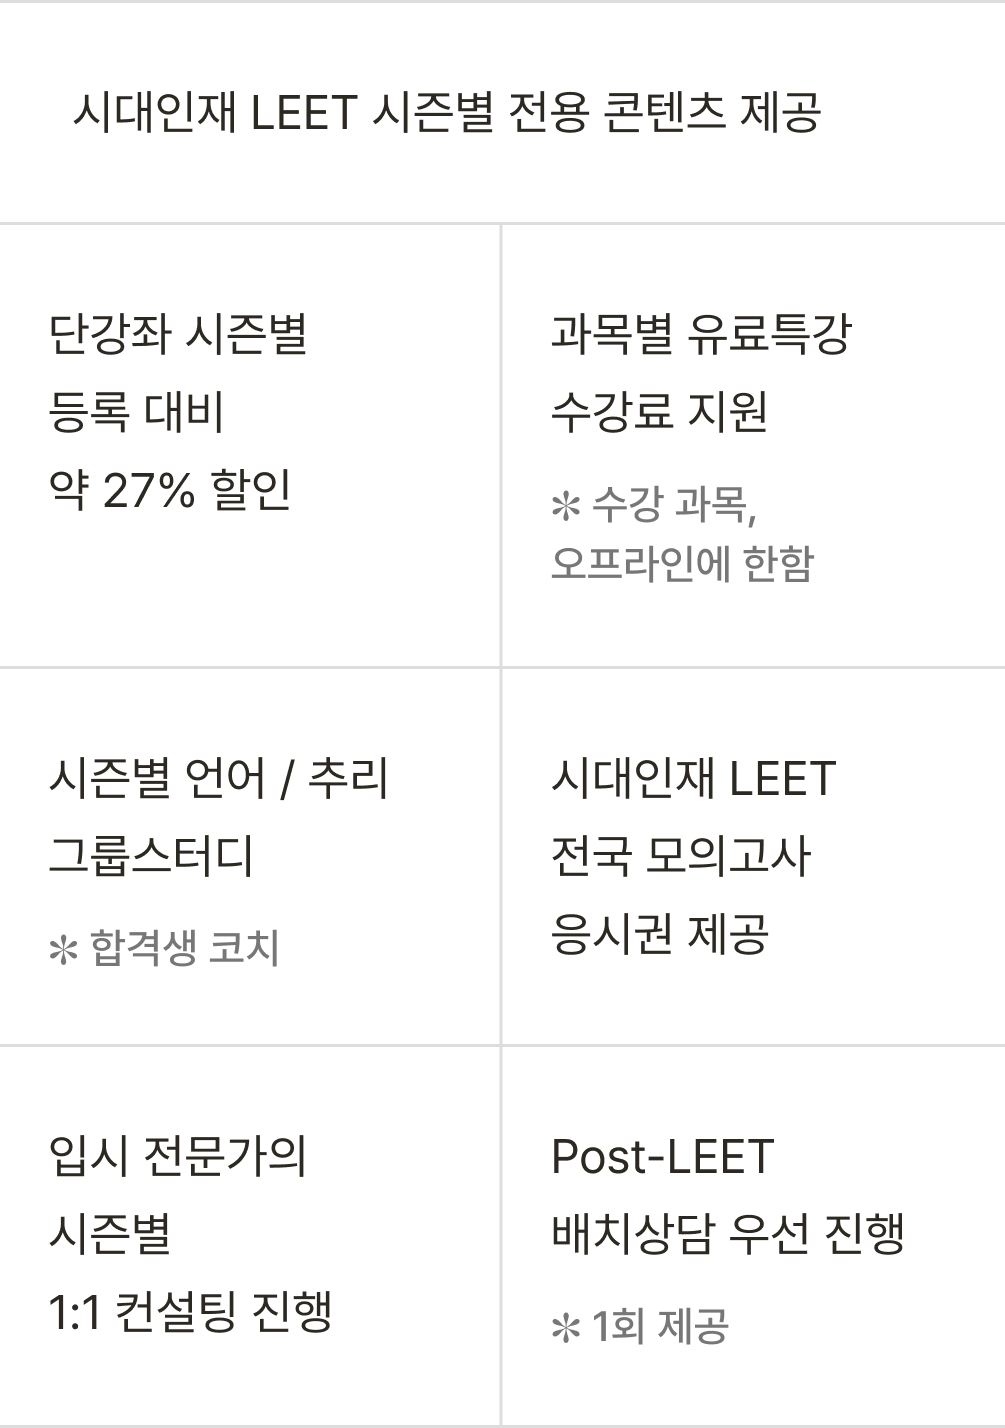 시대인재 LEET 시즌별 전용 콘텐츠 제공
단강좌 시즌별
등록 대비
약 27% 할인
과목별 유료특강
수강료 지원
✻ 수강 과목,
오프라인에 한함
시즌별 언어 / 추리
그룹스터디
✻ 합격생 코치
시대인재 LEET
전국 모의고사
응시권 제공
입시 전문가의
시즌별
1:1 컨설팅 진행
Post-LEET
배치상담 우선 진행
✻ 1회 제공